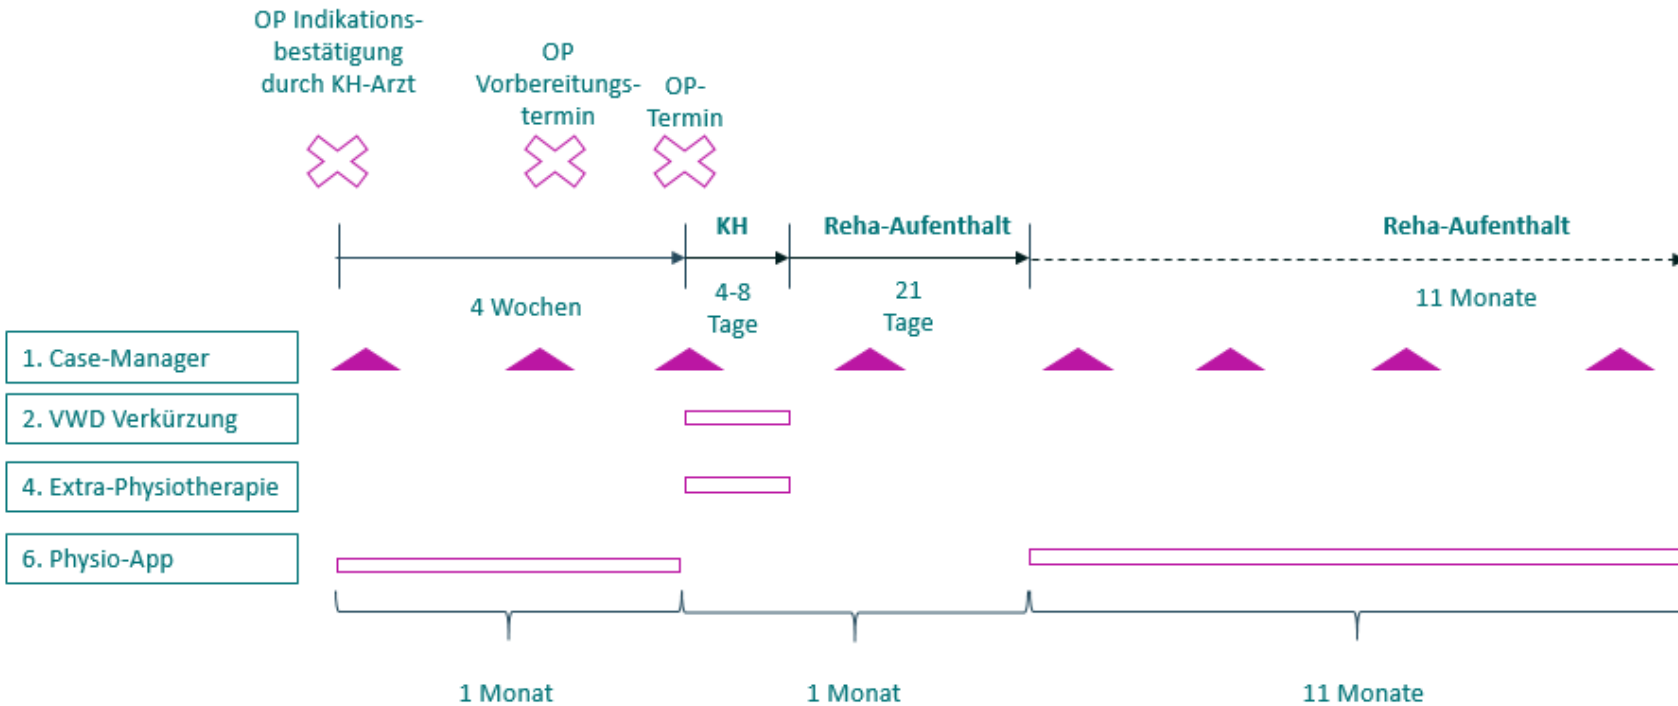 OP Indikations-
bestätigung
durch KH-Arzt
OP
Vorbereitungs-
termin
OP-
Termin
KH
Reha-Aufenthalt
Reha-Aufenthalt
4 Wochen
4-8
Tage
21
Tage
11 Monate
1. Case-Manager
2. VWD Verkürzung
4. Extra-Physiotherapie
6. Physio-App
1 Monat
1 Monat
11 Monate